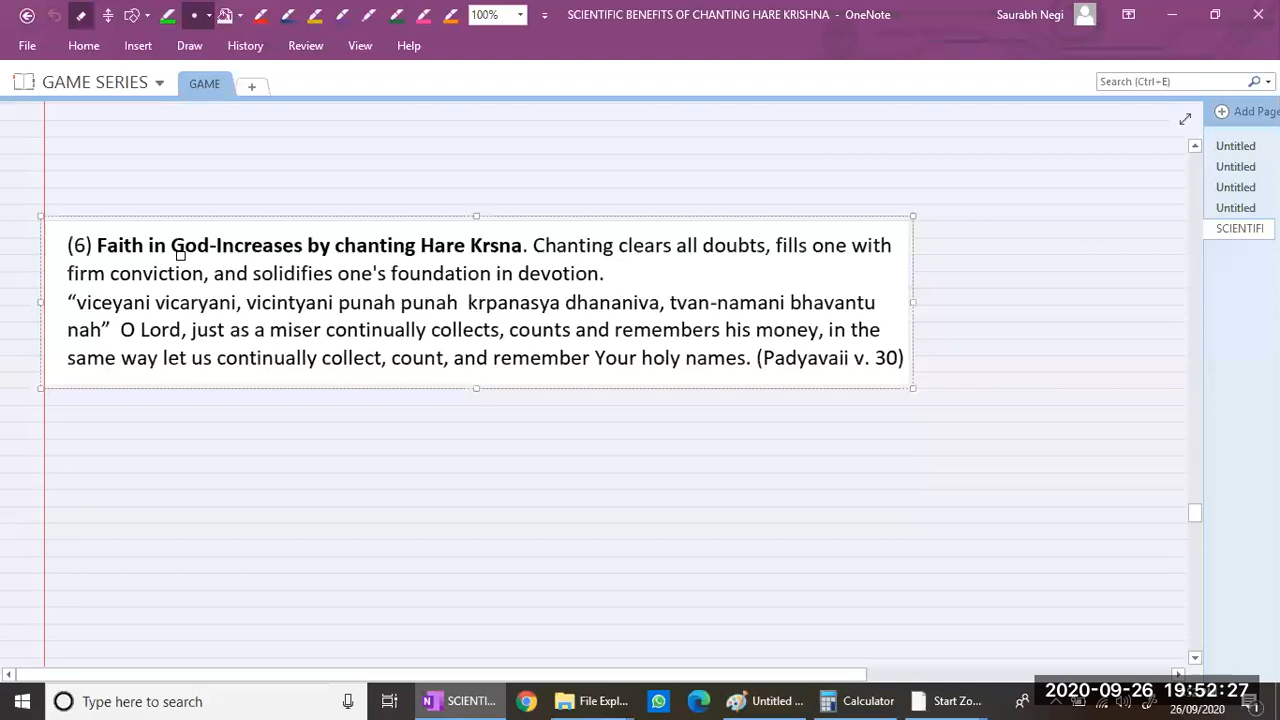 SCIENTIFIC BENEFITS OF CHANTING HARE KRISHNA - OneNote
100%
Saurabh Negi
File Home Insert Draw History Review View Help
GAME SERIES
GAME
Search (Ctrl+E)
Add Page
Untitled
Untitled
Untitled
Untitled
SCIENTIFI
(6) Faith in God-Increases by chanting Hare Krsna. Chanting clears all doubts, fills one with
firm conviction, and solidifies one's foundation in devotion.
“viceyani vicaryani, vicintyani punah punah krpanasya dhananiva, tvan-namani bhavantu
nah” O Lord, just as a miser continually collects, counts and remembers his money, in the
same way let us continually collect, count, and remember Your holy names. (Padyavaii v. 30)
Type here to search
SCIENTI...
File Expl...
Untitled ...
Calculator
Start Zo...
2020-09-26 19:52:27
26/09/2020